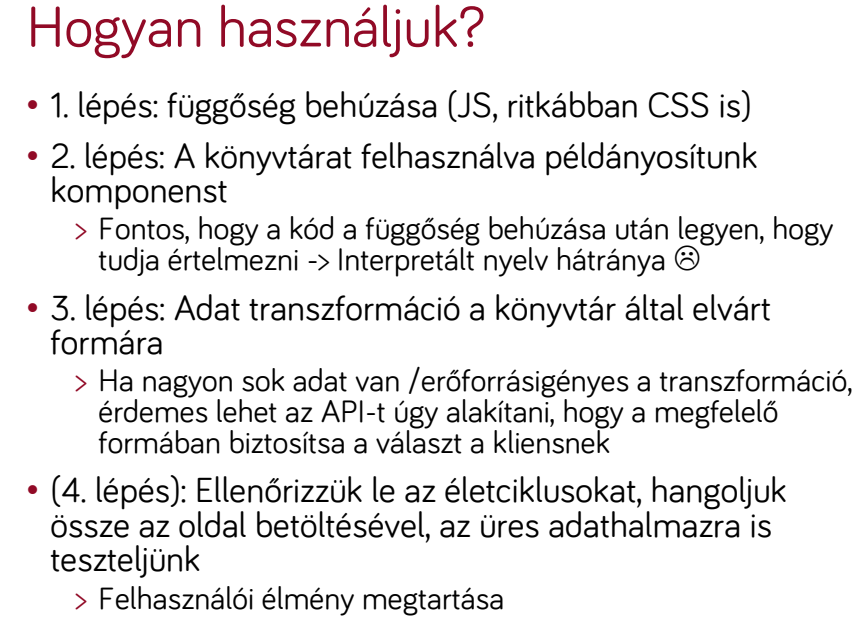 Hogyan használjuk?
• 1. lépés: függőség behúzása (JS, ritkábban CSS is)
• 2. lépés: A könyvtárat felhasználva példányosítunk
komponenst
> Fontos, hogy a kód a függőség behúzása után legyen, hogy
tudja értelmezni -> Interpretált nyelv hátránya ☹
• 3. lépés: Adat transzformáció a könyvtár által elvárt
formára
> Ha nagyon sok adat van /erőforrásigényes a transzformáció,
érdemes lehet az API-t úgy alakítani, hogy a megfelelő
formában biztosítsa a választ a kliensnek
• (4. lépés): Ellenőrizzük le az életciklusokat, hangoljuk
össze az oldal betöltésével, az üres adathalmazra is
teszteljünk
> Felhasználói élmény megtartása